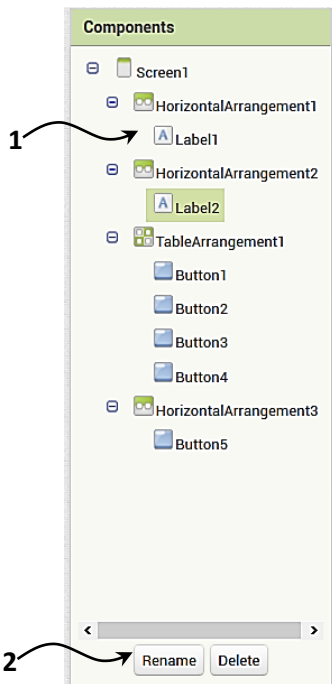 Components
Screen1
HorizontalArrangement1
1
A Label1
HorizontalArrangement2
A Label2
TableArrangement1
Button1
Button2
Button3
Button4
HorizontalArrangement3
Button5
2
Rename Delete